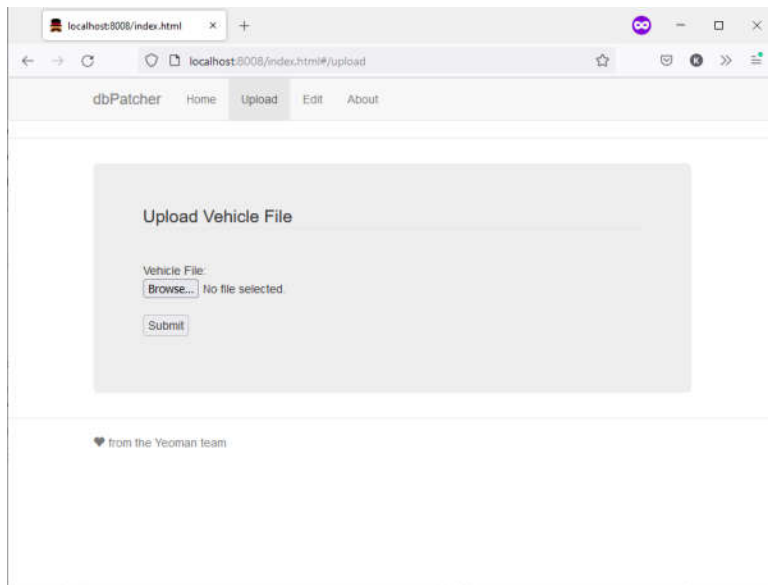 localhost:8008/index.html
localhost:8008/index.html#/upload
dbPatcher Home Upload Edit About
Upload Vehicle File
Vehicle File:
Browse... No file selected.
Submit
from the Yeoman team